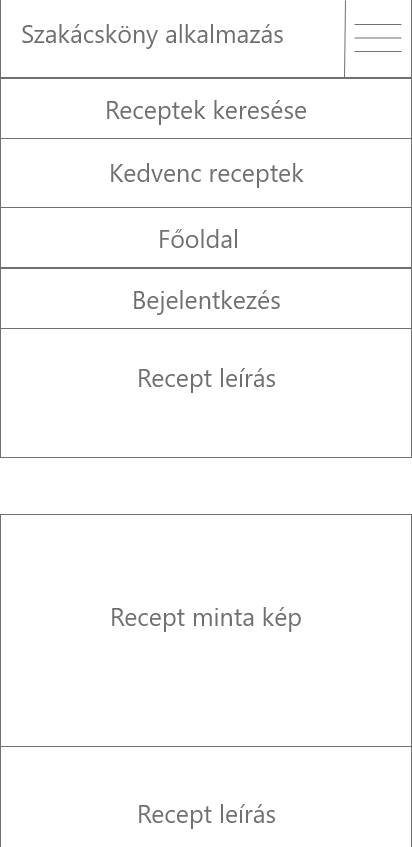 Szakácsköny alkalmazás
Receptek keresése
Kedvenc receptek
Főoldal
Bejelentkezés
Recept leírás
Recept minta kép
Recept leírás